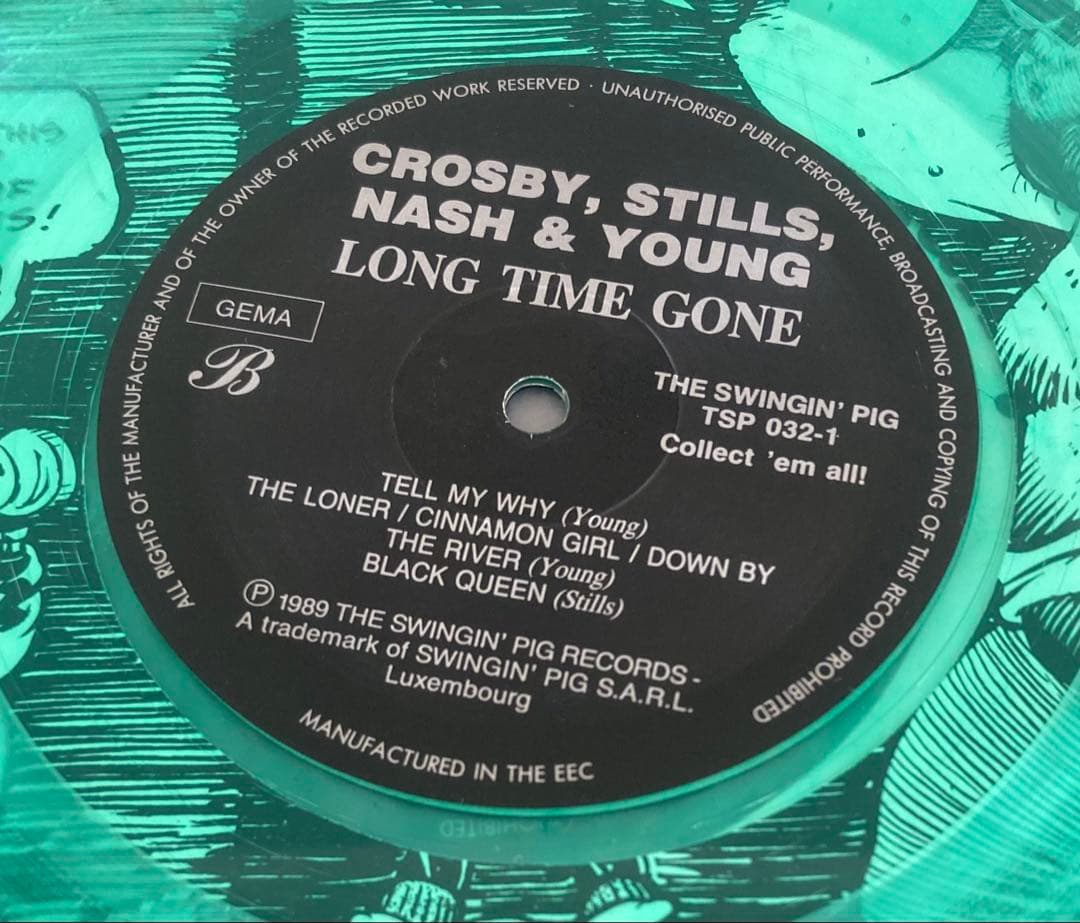 ALL RIGHTS OF THE MANUFACTURER AND OF THE OWNER OF THE RECORDED WORK RESERVED · UNAUTHORISED PUBLIC PERFORMANCE, BROADCASTING AND COPYING OF THIS RECORD PROHIBITED
CROSBY, STILLS,
NASH & YOUNG
LONG TIME GONE
GEMA
B
THE SWINGIN' PIG
TSP 032-1
Collect 'em all!
TELL MY WHY (Young)
THE LONER / CINNAMON GIRL / DOWN BY
THE RIVER (Young)
BLACK QUEEN (Stills)
℗ 1989 THE SWINGIN' PIG RECORDS -
A trademark of SWINGIN' PIG S.A.R.L.
Luxembourg
MANUFACTURED IN THE EEC